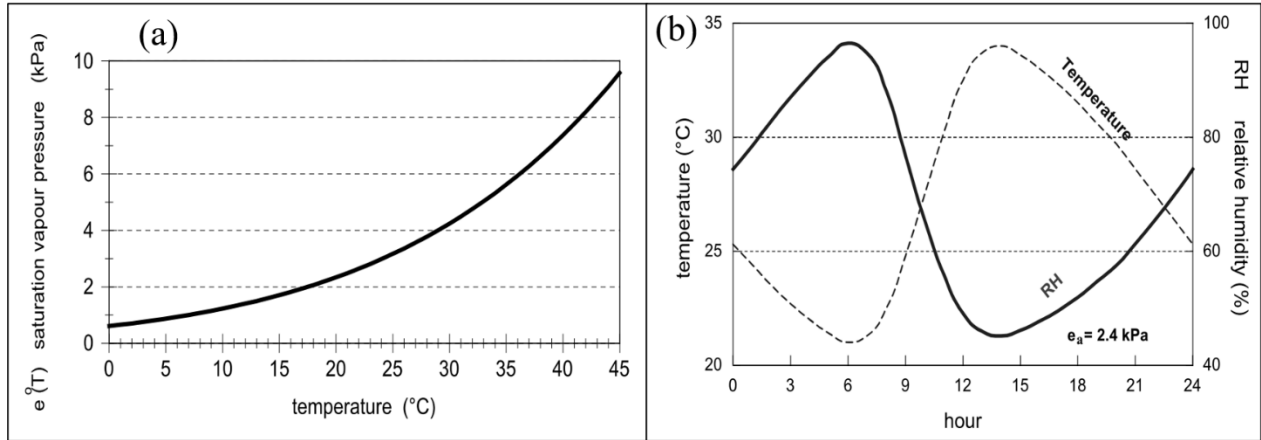 (a)
e°(T) saturation vapour pressure (kPa)
10
8
6
4
2
0
0 5 10 15 20 25 30 35 40 45
temperature (°C)
(b)
temperature (°C)
35
30
25
20
Temperature
RH
eₐ= 2.4 kPa
100
80
60
40
RH relative humidity (%)
0 3 6 9 12 15 18 21 24
hour